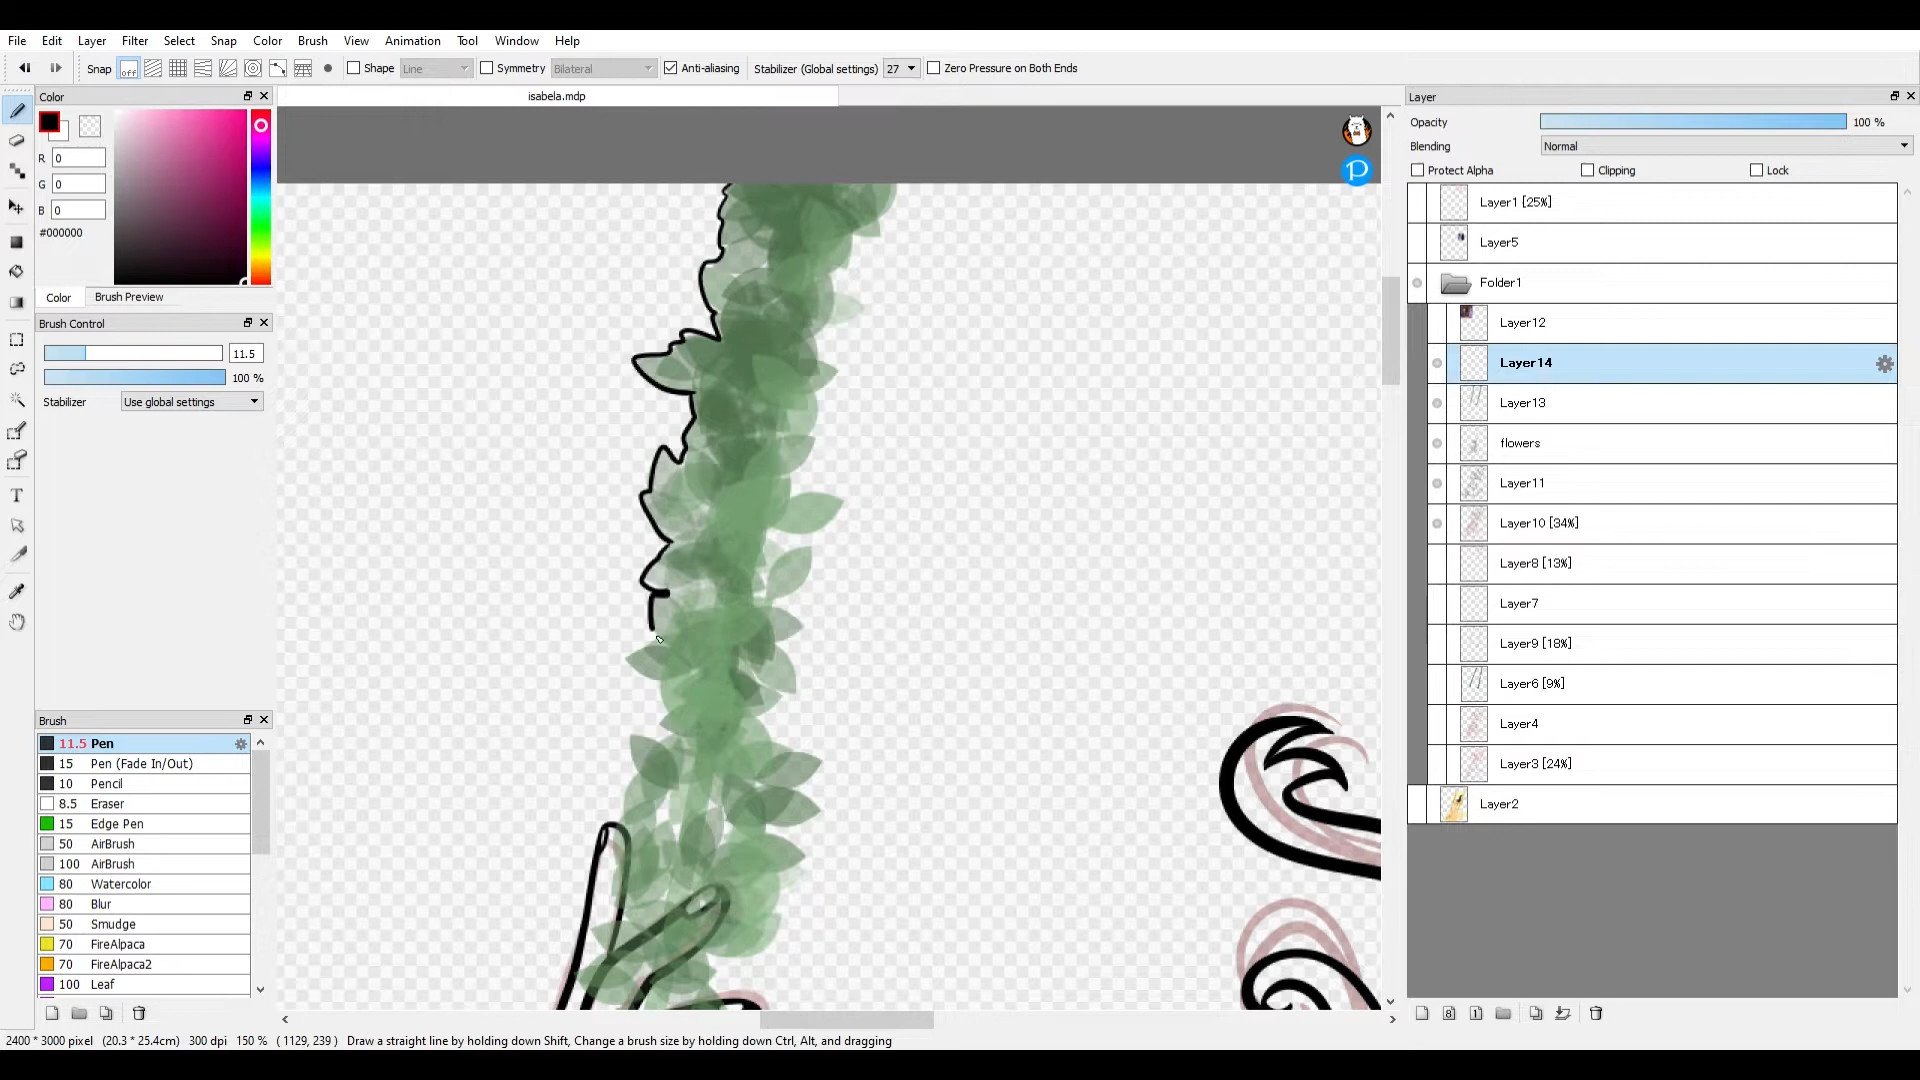 File Edit Layer Filter Select Snap Color Brush View Animation Tool Window Help
Snap off Shape Line Symmetry Bilateral Anti-aliasing Stabilizer (Global settings) 27 Zero Pressure on Both Ends
Color
isabela.mdp
Layer
R 0
G 0
B 0
#000000
Color Brush Preview
Brush Control
11.5
100 %
Stabilizer Use global settings
Brush
11.5 Pen
15 Pen (Fade In/Out)
10 Pencil
8.5 Eraser
15 Edge Pen
50 AirBrush
100 AirBrush
80 Watercolor
80 Blur
50 Smudge
70 FireAlpaca
70 FireAlpaca2
100 Leaf
T
P
Opacity 100 %
Blending Normal
Protect Alpha Clipping Lock
Layer1 [25%]
Layer5
Folder1
Layer12
Layer14
Layer13
flowers
Layer11
Layer10 [34%]
Layer8 [13%]
Layer7
Layer9 [18%]
Layer6 [9%]
Layer4
Layer3 [24%]
Layer2
8 1
2400 * 3000 pixel (20.3 * 25.4cm) 300 dpi 150 % ( 1129, 239 ) Draw a straight line by holding down Shift, Change a brush size by holding down Ctrl, Alt, and dragging